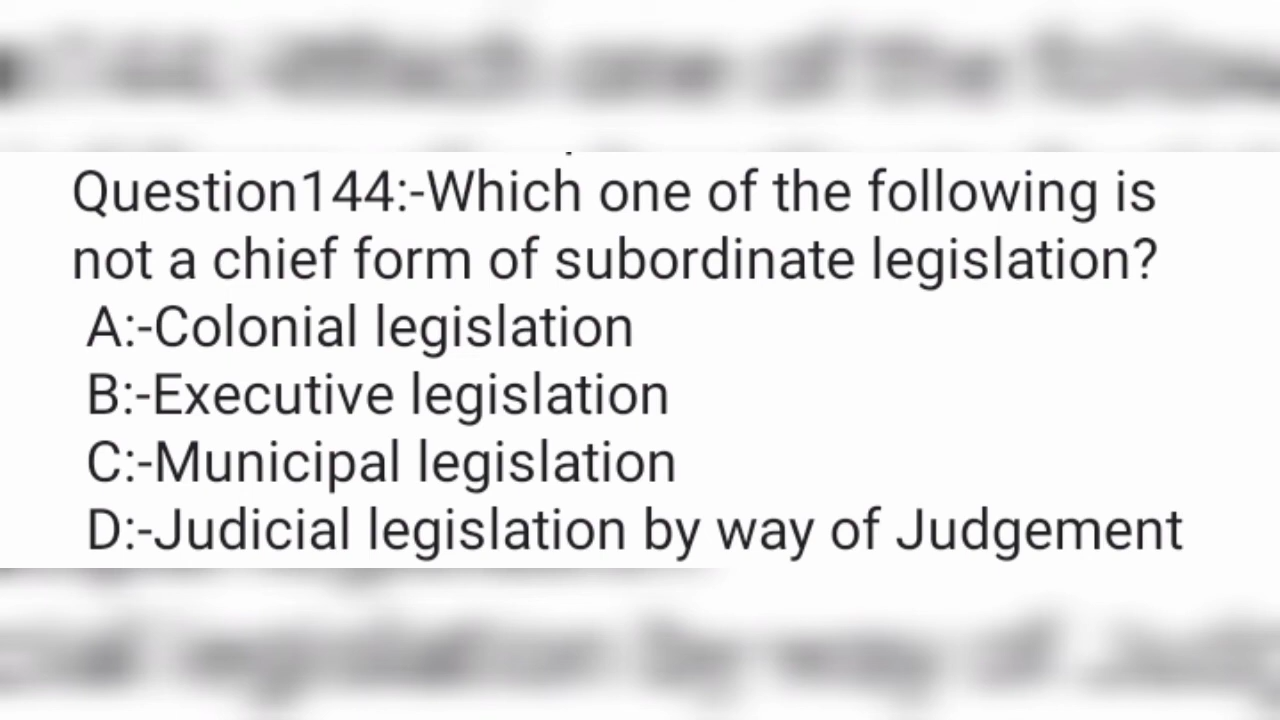 Question144:-Which one of the following is
not a chief form of subordinate legislation?
A:-Colonial legislation
B:-Executive legislation
C:-Municipal legislation
D:-Judicial legislation by way of Judgement